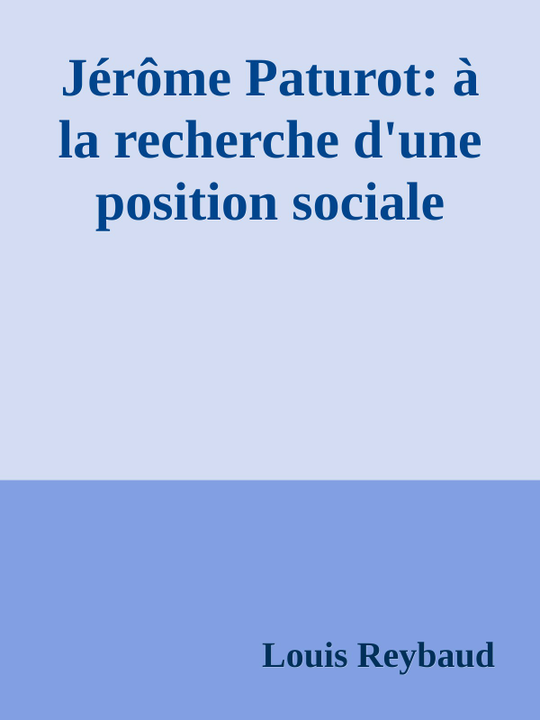 Jérôme Paturot: à
la recherche d'une
position sociale
Louis Reybaud